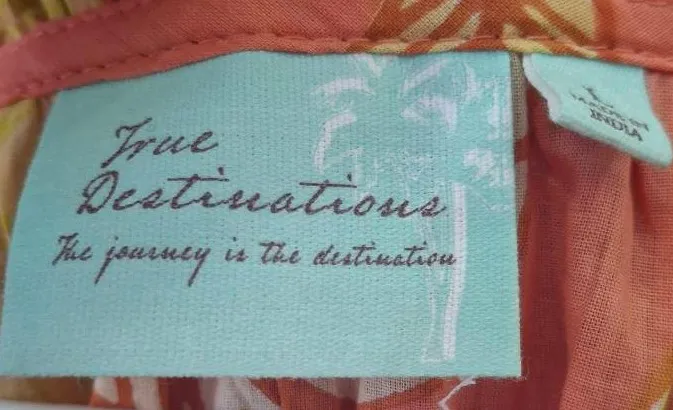 True
Destinations
The journey is the destination
L
MADE IN
INDIA